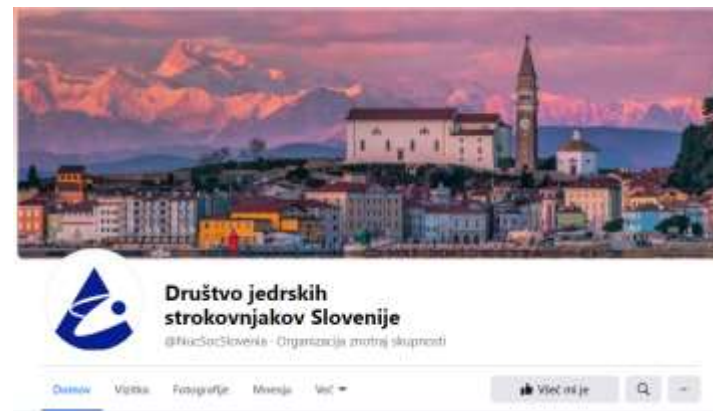 Društvo jedrskih
strokovnjakov Slovenije
@NucSocSlovenia · Organizacija znotraj skupnosti
Domov Vizitka Fotografije Mnenja Več
Všeč mi je